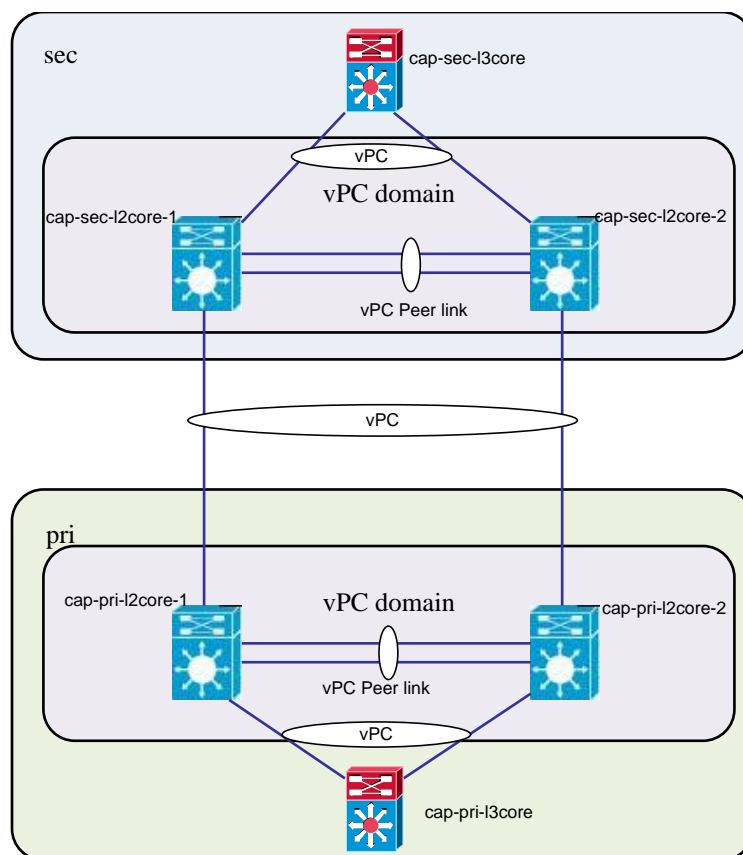 sec
cap-sec-l3core
vPC
vPC domain
cap-sec-l2core-1
cap-sec-l2core-2
vPC Peer link
vPC
pri
cap-pri-l2core-1
vPC domain
cap-pri-l2core-2
vPC Peer link
vPC
cap-pri-l3core